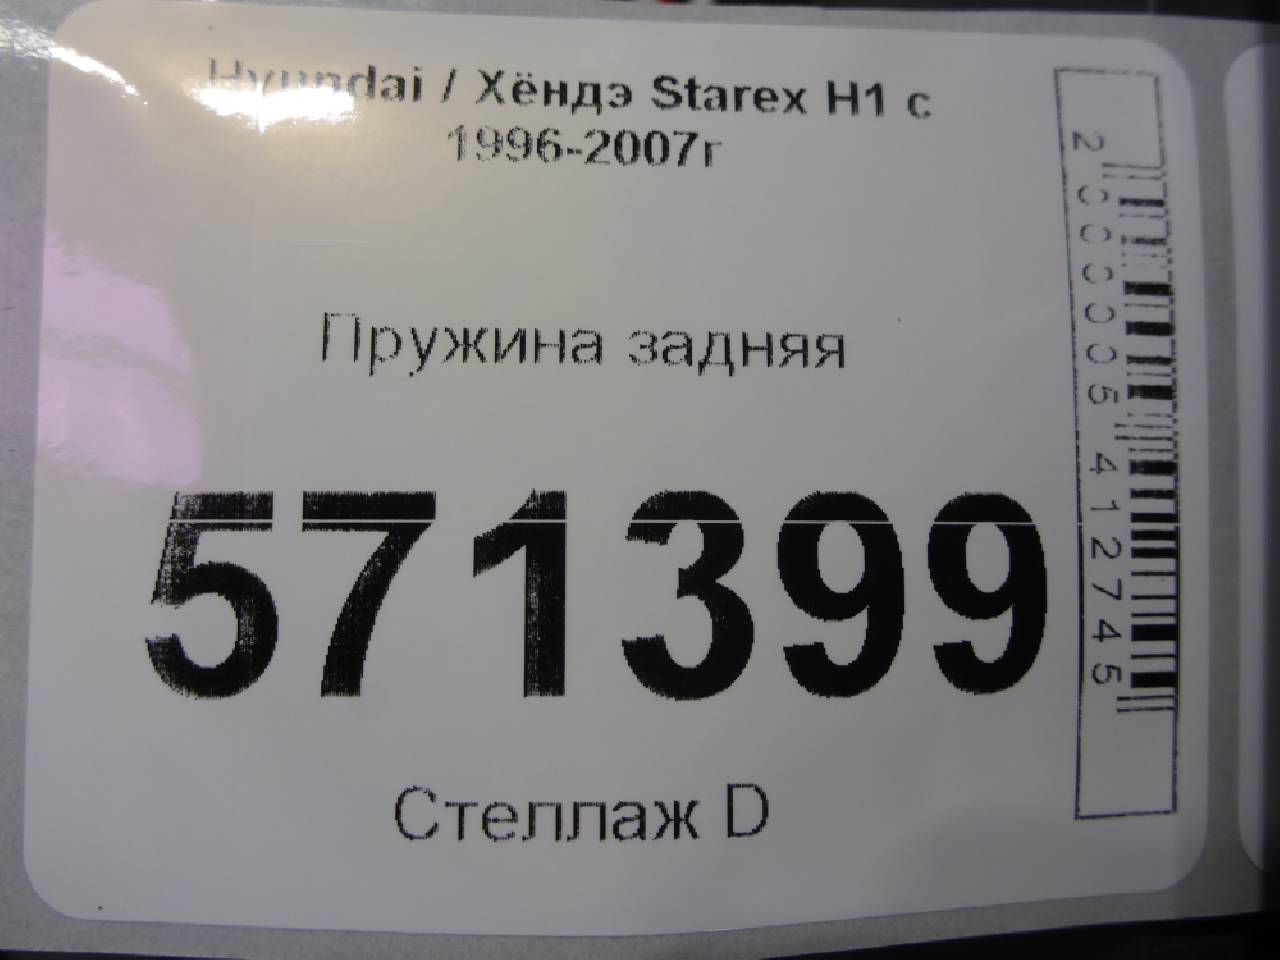 Hyundai / Хёндэ Starex H1 с
1996-2007г
Пружина задняя
571399
Стеллаж D
2000005412745